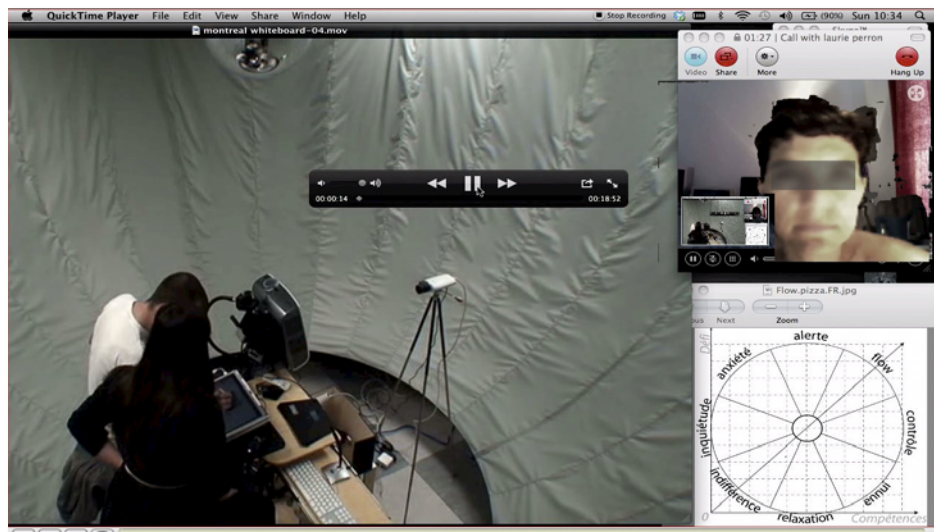 QuickTime Player File Edit View Share Window Help
Stop Recording
(90%) Sun 10:34
montreal whiteboard-04.mov
01:27 | Call with laurie perron
Video Share More Hang Up
00:00:14
00:18:52
Flow.pizza.FR.jpg
Next Zoom
Défi
alerte
anxiété
flow
inquiétude
contrôle
indifférence
ennui
relaxation
0
Compétences